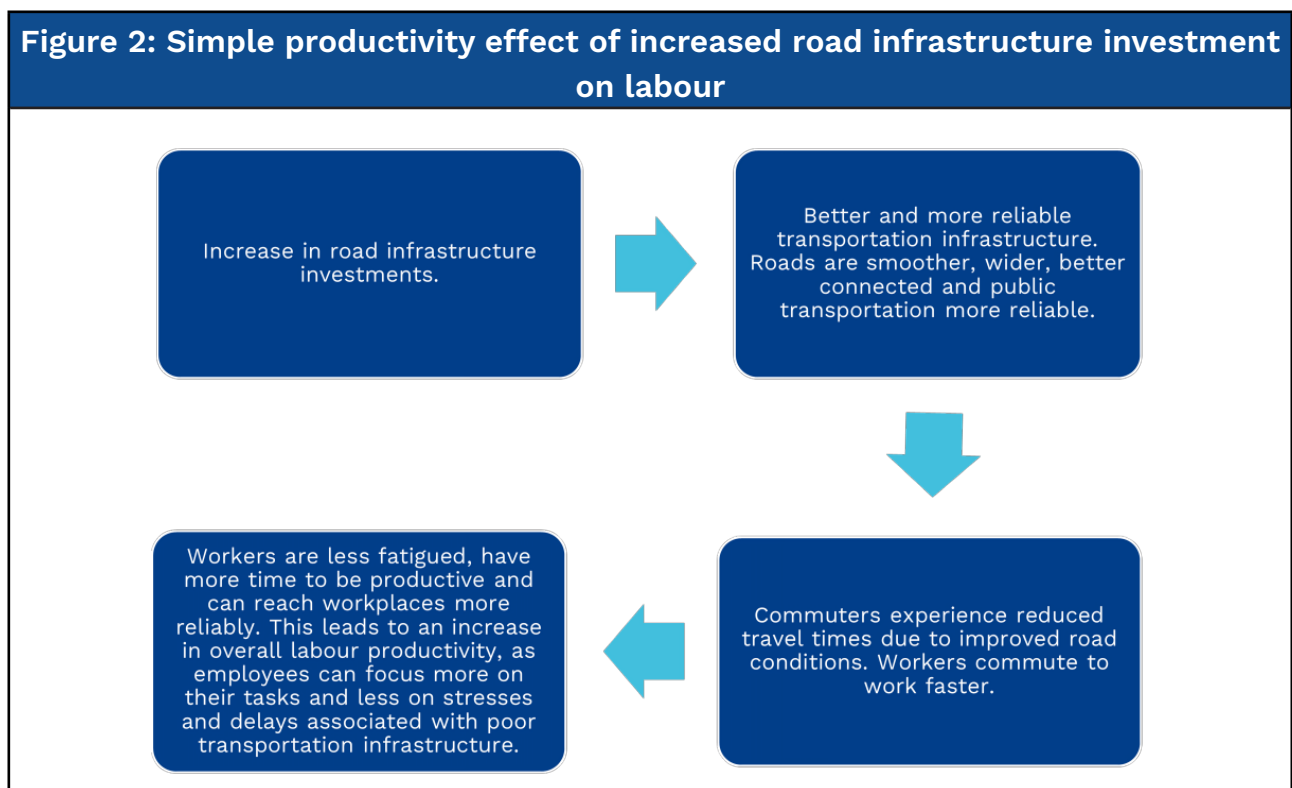 Figure 2: Simple productivity effect of increased road infrastructure investment
on labour
Increase in road infrastructure
investments.
Better and more reliable
transportation infrastructure.
Roads are smoother, wider, better
connected and public
transportation more reliable.
Commuters experience reduced
travel times due to improved road
conditions. Workers commute to
work faster.
Workers are less fatigued, have
more time to be productive and
can reach workplaces more
reliably. This leads to an increase
in overall labour productivity, as
employees can focus more on
their tasks and less on stresses
and delays associated with poor
transportation infrastructure.